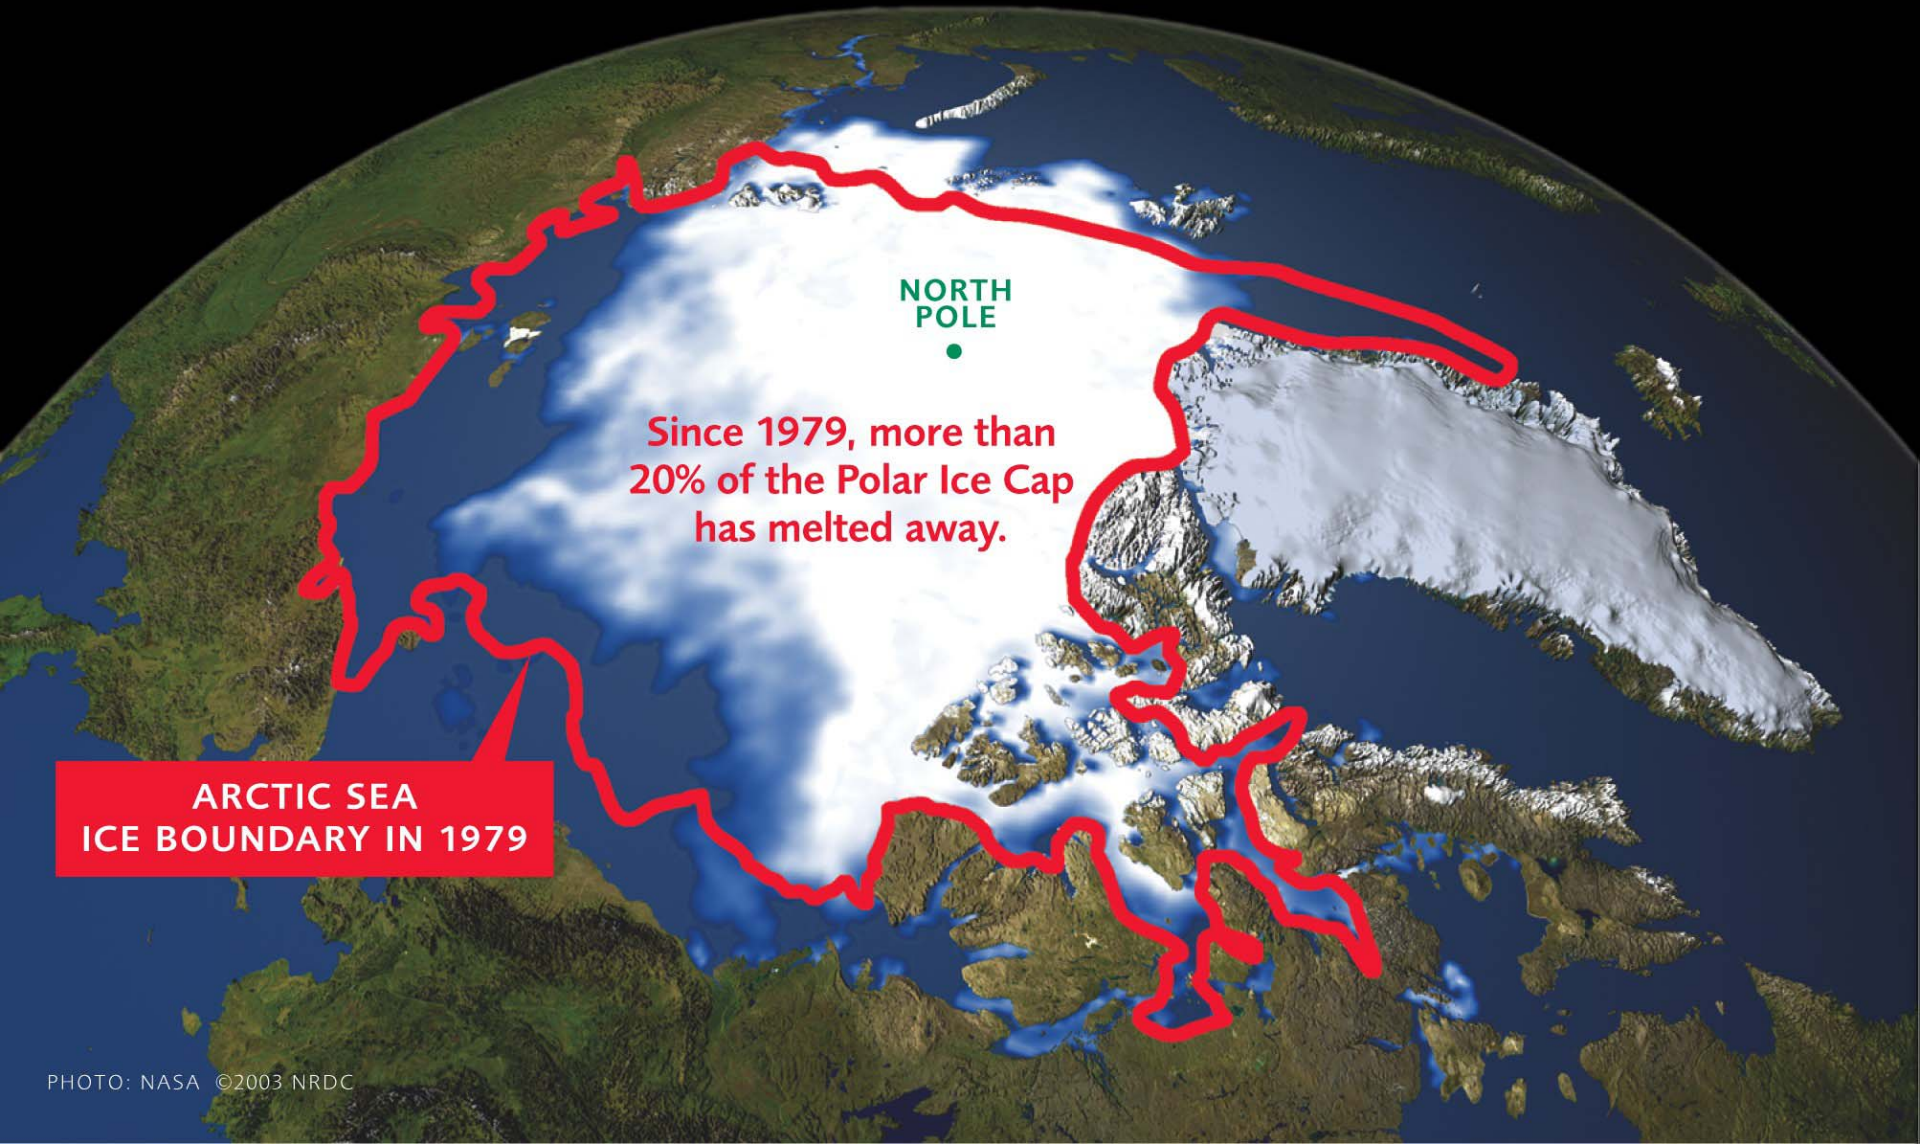 NORTH
POLE
Since 1979, more than
20% of the Polar Ice Cap
has melted away.
ARCTIC SEA
ICE BOUNDARY IN 1979
PHOTO: NASA ©2003 NRDC